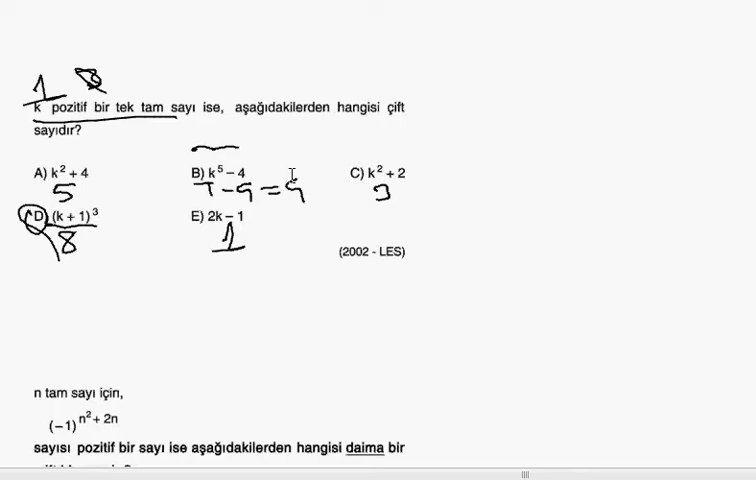 1 8
k pozitif bir tek tam sayı ise, aşağıdakilerden hangisi çift
sayıdır?
A) k² + 4 B) k⁵ – 4 C) k² + 2
5 3
D) (k + 1)³ E) 2k – 1
8 1
(2002 - LES)
n tam sayı için,
(–1)^n² + 2n
sayısı pozitif bir sayı ise aşağıdakilerden hangisi daima bir